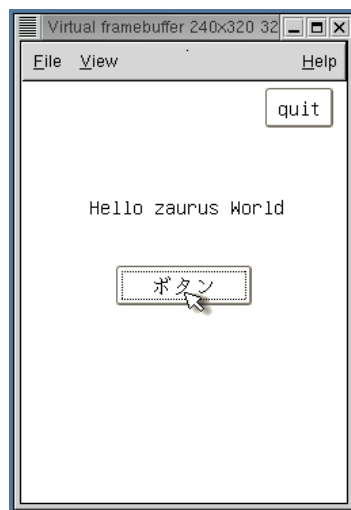 Virtual framebuffer 240x320 32
File View Help
quit
Hello zaurus World
ボタン